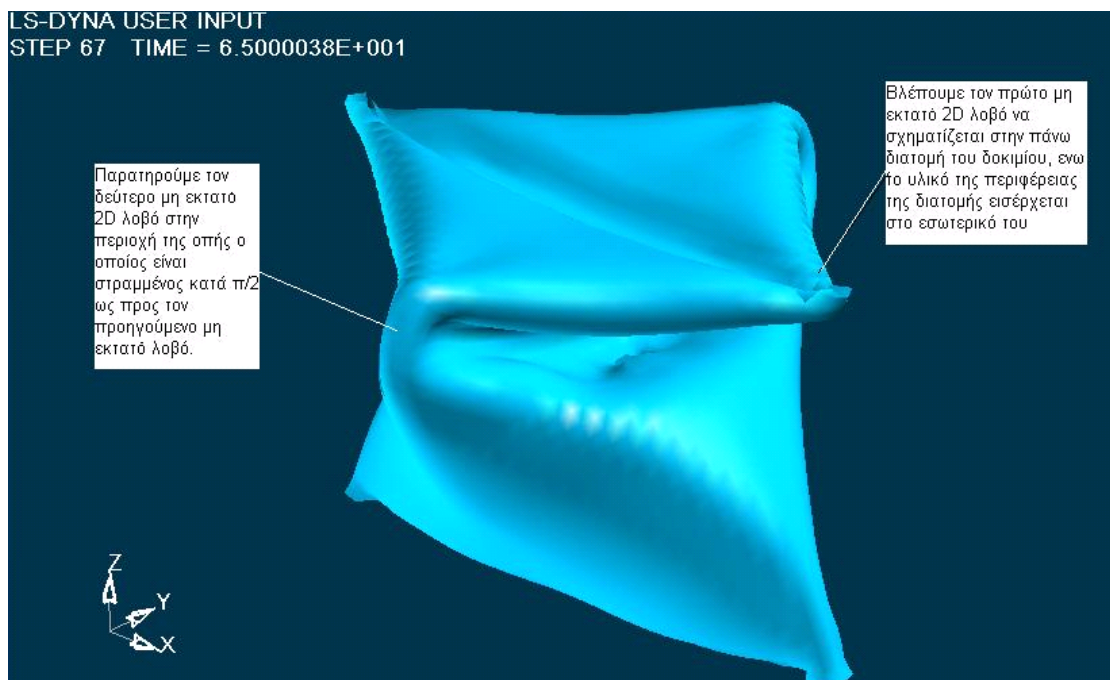 LS-DYNA USER INPUT
STEP 67 TIME = 6.5000038E+001
Βλέπουμε τον πρώτο μη
εκτατό 2D λοβό να
σχηματίζεται στην πάνω
διατομή του δοκιμίου, ενω
το υλικό της περιφέρειας
της διατομής εισέρχεται
στο εσωτερικό του
Παρατηρούμε τον
δεύτερο μη εκτατο
2D λοβό στην
περιοχή της οπής ο
οποίος είναι
στραμμένος κατά π/2
ως προς τον
προηγούμενο μη
εκτατό λοβό.
Z
Y
X